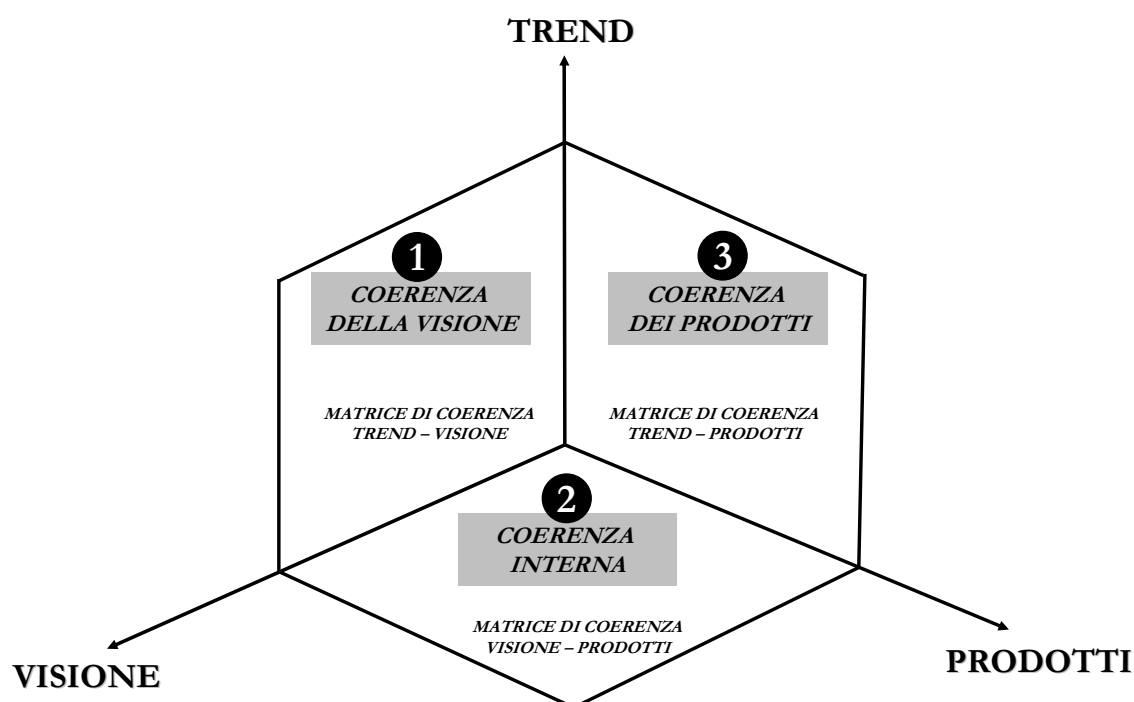 TREND
1
COERENZA
DELLA VISIONE
MATRICE DI COERENZA
TREND – VISIONE
3
COERENZA
DEI PRODOTTI
MATRICE DI COERENZA
TREND – PRODOTTI
2
COERENZA
INTERNA
MATRICE DI COERENZA
VISIONE – PRODOTTI
VISIONE
PRODOTTI